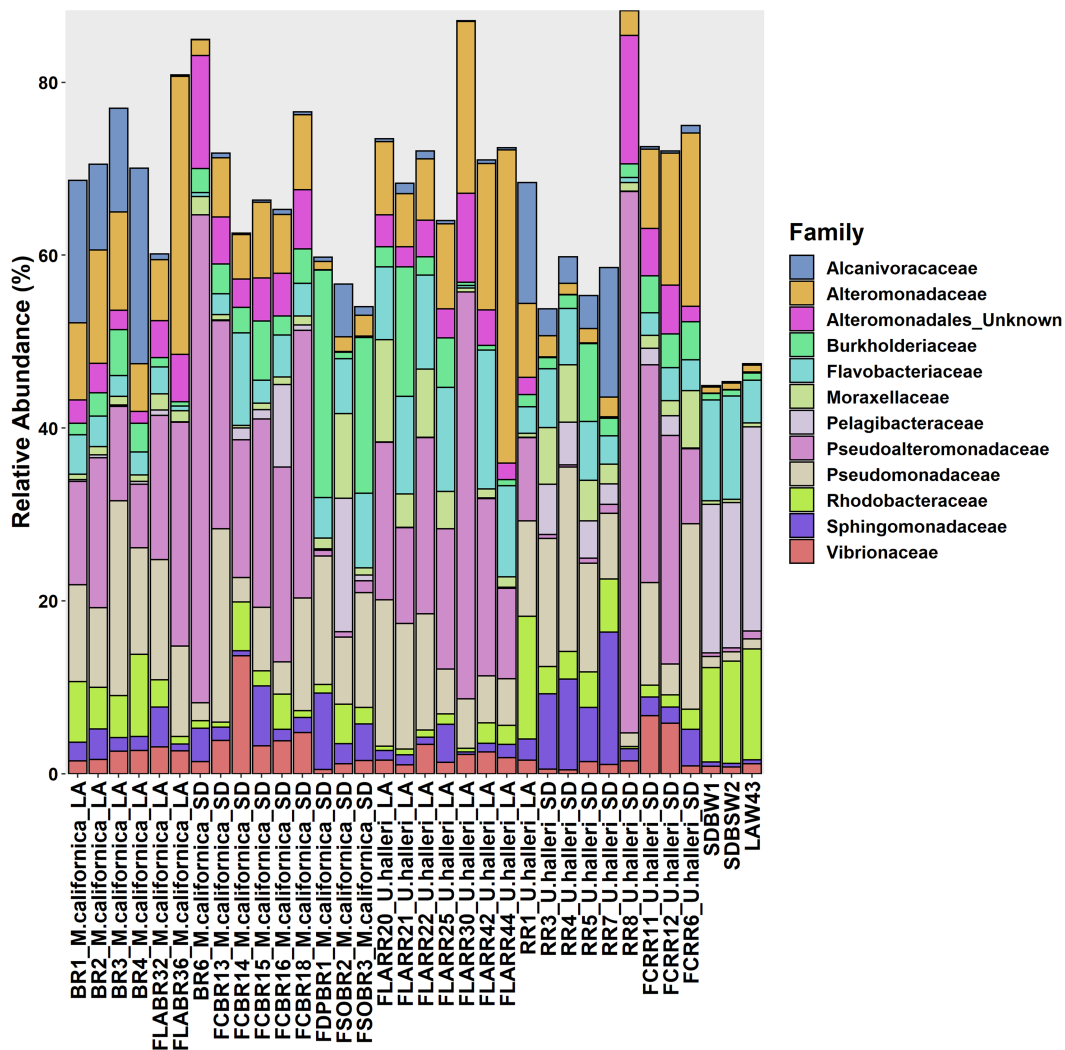 Relative Abundance (%)
80
60
40
20
0
BR1_M.californica_LA
BR2_M.californica_LA
BR3_M.californica_LA
BR4_M.californica_LA
FLABR32_M.californica_LA
FLABR36_M.californica_LA
BR6_M.californica_SD
FCBR13_M.californica_SD
FCBR14_M.californica_SD
FCBR15_M.californica_SD
FCBR16_M.californica_SD
FCBR18_M.californica_SD
FDPBR1_M.californica_SD
FSOBR2_M.californica_SD
FSOBR3_M.californica_SD
FLARR20_U.halleri_LA
FLARR21_U.halleri_LA
FLARR22_U.halleri_LA
FLARR25_U.halleri_LA
FLARR30_U.halleri_LA
FLARR42_U.halleri_LA
FLARR44_U.halleri_LA
RR1_U.halleri_LA
RR3_U.halleri_SD
RR4_U.halleri_SD
RR5_U.halleri_SD
RR7_U.halleri_SD
RR8_U.halleri_SD
FCRR11_U.halleri_SD
FCRR12_U.halleri_SD
FCRR6_U.halleri_SD
SDBW1
SDBSW2
LAW43
Family
Alcanivoracaceae
Alteromonadaceae
Alteromonadales_Unknown
Burkholderiaceae
Flavobacteriaceae
Moraxellaceae
Pelagibacteraceae
Pseudoalteromonadaceae
Pseudomonadaceae
Rhodobacteraceae
Sphingomonadaceae
Vibrionaceae